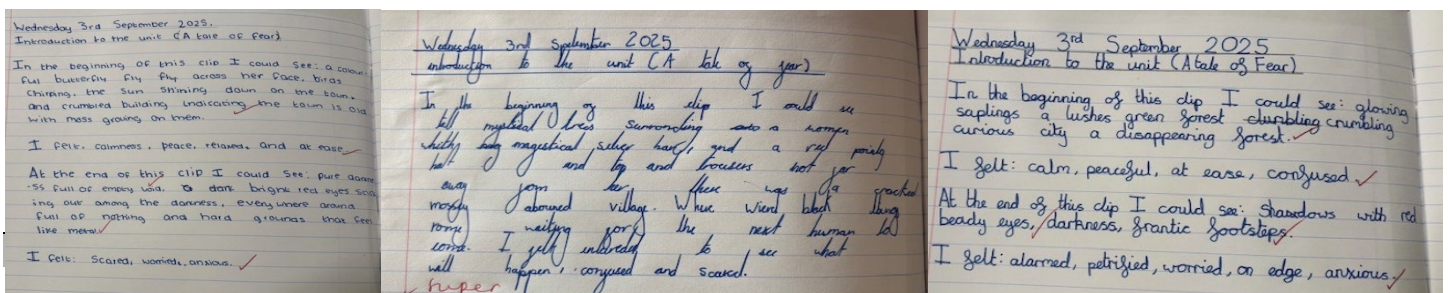 Wednesday 3rd September 2025.
Introduction to the unit (A tale of Fear)
In the beginning of this clip I could see: a colour-
ful butterfly fly fly across her face, birds
chirping, the sun shining down on the town,
and crumbled building indicating the town is old
with moss growing on them.
I felt: calmness, peace, relaxed, and at ease
At the end of this clip I could see: pure
full of empty void, dark bright red eyes
ing out among the darkness, everywhere around
full of nothing and hard grounds that feel
like metal
I felt: scared, worried, anxious.
Wednesday 3rd 2025
introduction to the unit (A tale of fear)
In the beginning of this clip I could see
tall mystical trees surronding a women
magestical silver hair, and a red pointy
hat and top and trousers not far
away from her there was a cracked
mossy village. Where black
waiting for the next human to
come. I felt to see what
will happen, confused and scared.
Super
Wednesday 3rd September 2025
Introduction to the unit (A tale of Fear)
In the beginning of this clip I could see: glowing
saplings a lushes green forest crumbling
curious city a disappearing forest.
I felt: calm, peaceful, at ease, confused
At the end of this clip I could see: Shasdows with red
beady eyes, darkness, frantic footsteps.
I felt: alarmed, petrified, worried, on edge, anxious.